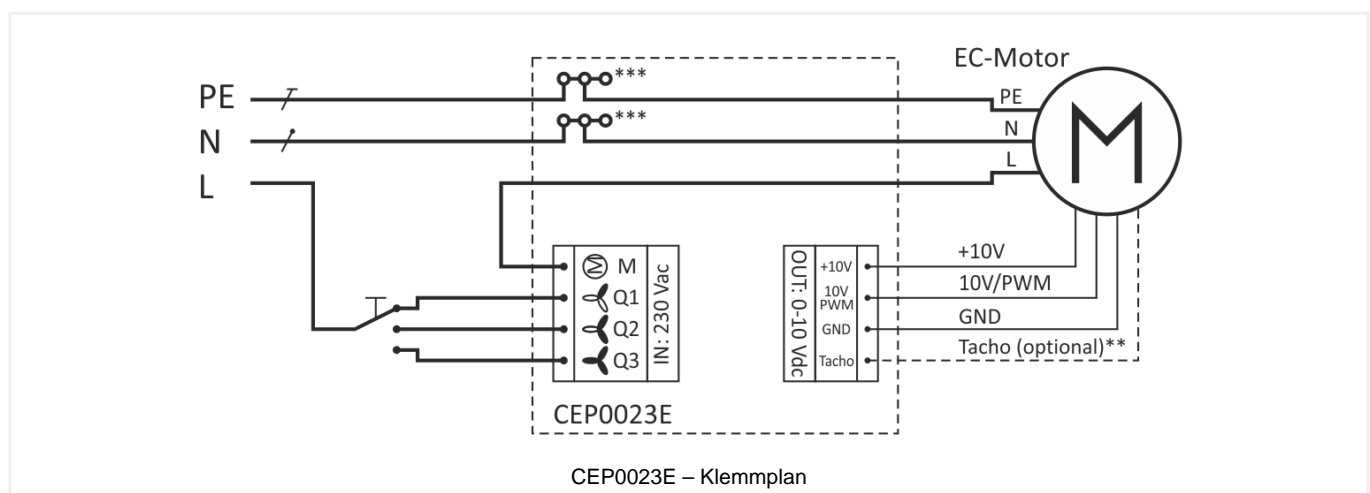 EC-Motor
***
PE
PE
***
N
N
L
L
M
M
M
Q1
Q2
Q3
IN: 230 Vac
OUT: 0-10 Vdc
+10V
10V
PWM
GND
Tacho
+10V
10V/PWM
GND
Tacho (optional)**
CEP0023E
CEP0023E – Klemmplan